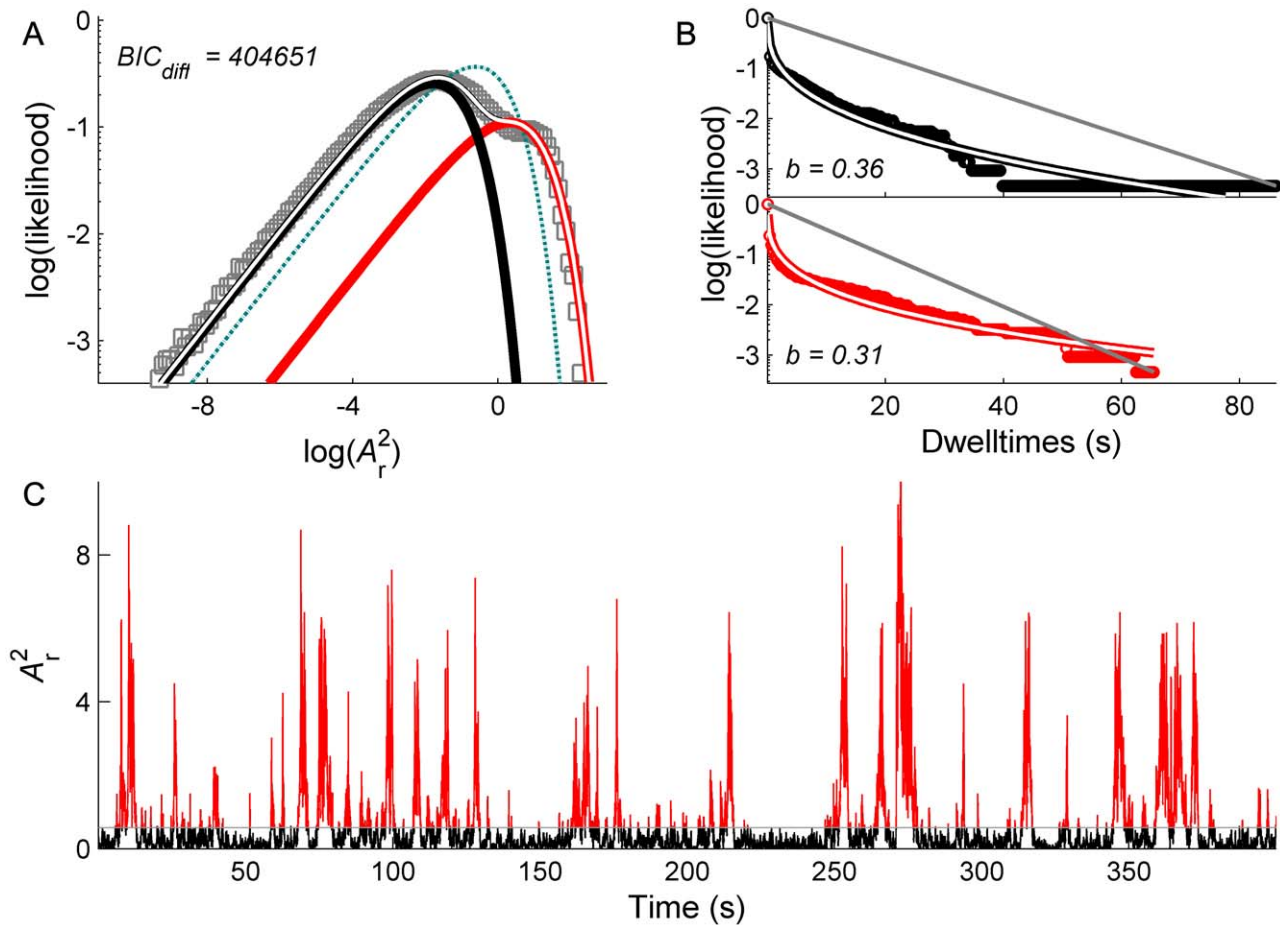 A
BIC_diff = 404651
0
-1
-2
-3
log(likelihood)
-8
-4
0
log(A_r^2)
B
0
-1
-2
-3
b = 0.36
0
-1
-2
-3
b = 0.31
log(likelihood)
20
40
60
80
Dwelltimes (s)
C
8
4
0
A_r^2
50
100
150
200
250
300
350
Time (s)